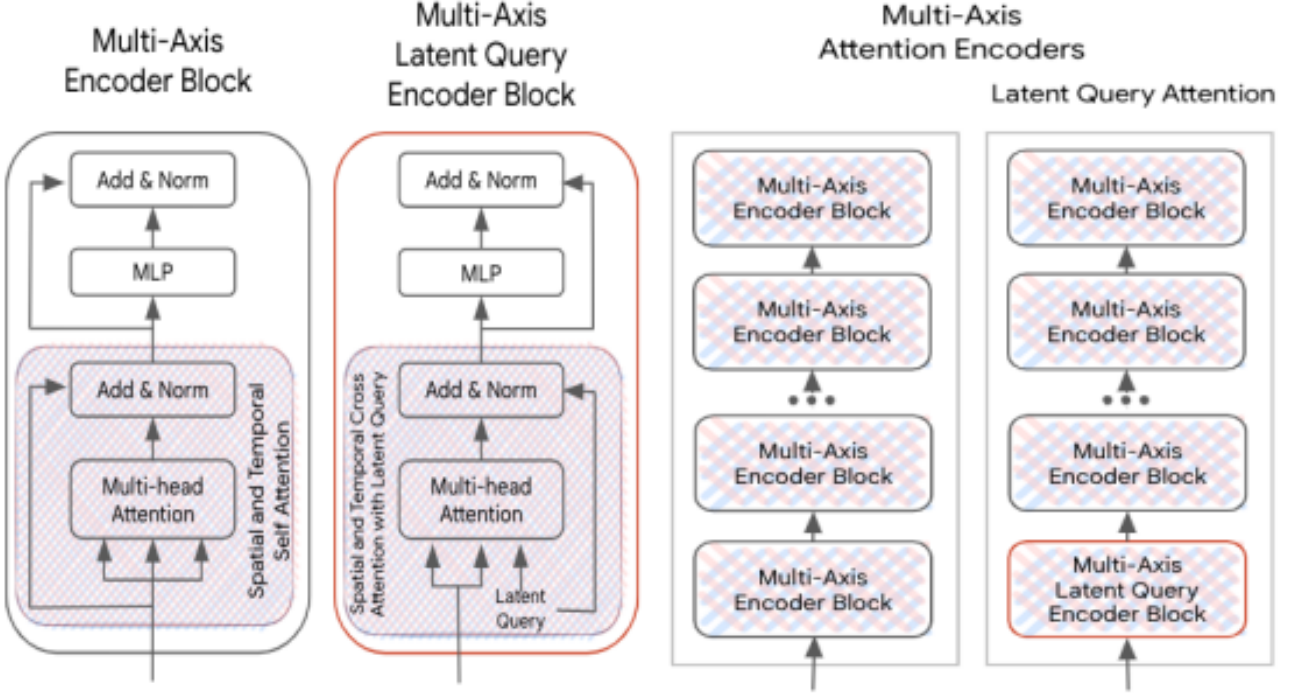 Multi-Axis
Encoder Block
Add & Norm
MLP
Add & Norm
Multi-head
Attention
Spatial and Temporal
Self Attention
Multi-Axis
Latent Query
Encoder Block
Add & Norm
MLP
Add & Norm
Multi-head
Attention
Spatial and Temporal Cross
Attention with Latent Query
Latent
Query
Multi-Axis
Attention Encoders
Multi-Axis
Encoder Block
Multi-Axis
Encoder Block
Multi-Axis
Encoder Block
Multi-Axis
Encoder Block
Latent Query Attention
Multi-Axis
Encoder Block
Multi-Axis
Encoder Block
Multi-Axis
Encoder Block
Multi-Axis
Latent Query
Encoder Block